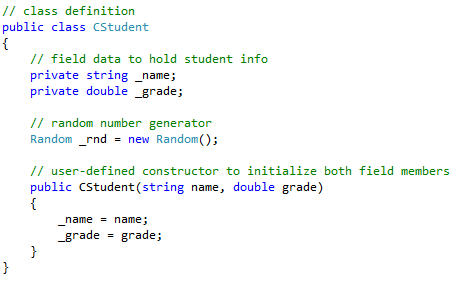 // class definition
public class CStudent
{
    // field data to hold student info
    private string _name;
    private double _grade;

    // random number generator
    Random _rnd = new Random();

    // user-defined constructor to initialize both field members
    public CStudent(string name, double grade)
    {
        _name = name;
        _grade = grade;
    }
}